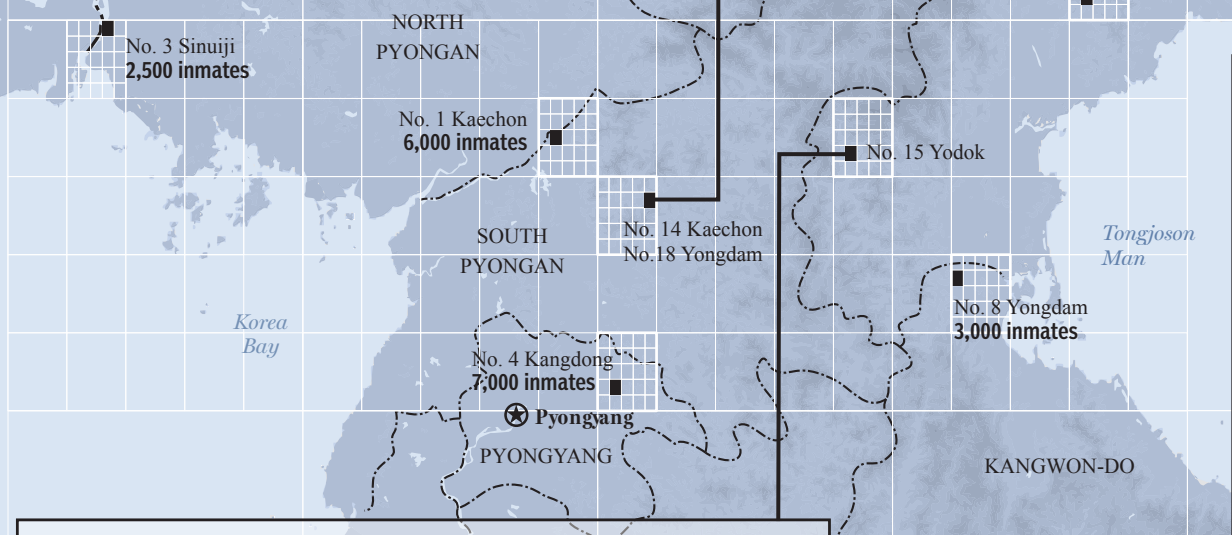 NORTH
PYONGAN
No. 3 Sinuiji
2,500 inmates
No. 1 Kaechon
6,000 inmates
No. 15 Yodok
No. 14 Kaechon
No.18 Yongdam
SOUTH
PYONGAN
Tongjoson
Man
Korea
Bay
No. 8 Yongdam
3,000 inmates
No. 4 Kangdong
7,000 inmates
Pyongyang
PYONGYANG
KANGWON-DO